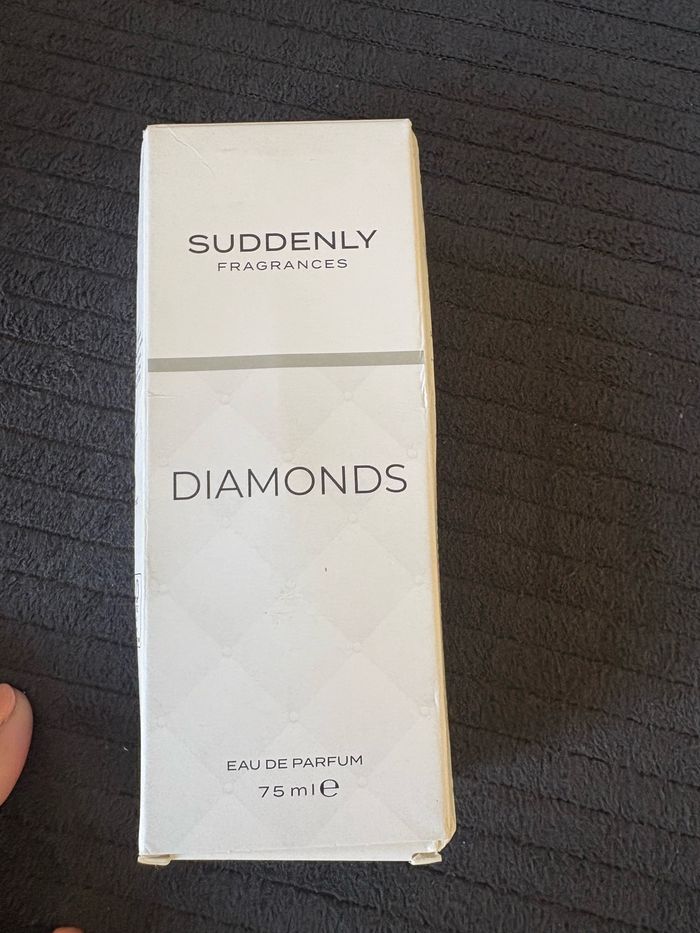 SUDDENLY
FRAGRANCES
DIAMONDS
EAU DE PARFUM
75 ml ℮